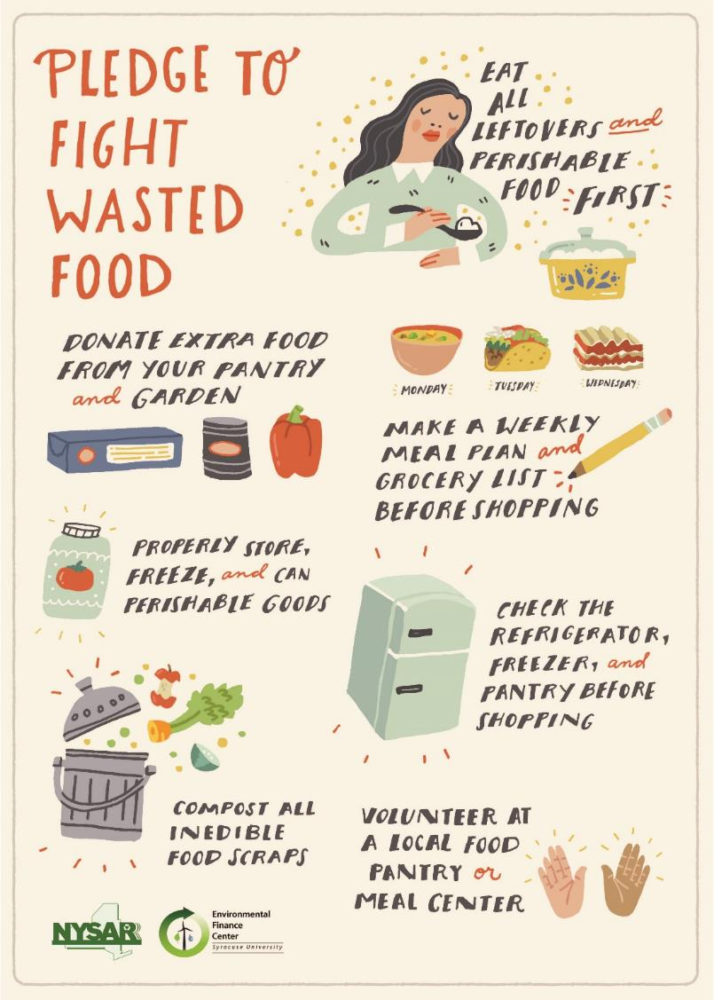 PLEDGE TO
FIGHT
WASTED
FOOD
EAT
ALL
LEFTOVERS and
PERISHABLE
FOOD FIRST
DONATE EXTRA FOOD
FROM YOUR PANTRY
and GARDEN
MONDAY
TUESDAY
WEDNESDAY
MAKE A WEEKLY
MEAL PLAN and
GROCERY LIST
BEFORE SHOPPING
PROPERLY STORE,
FREEZE, and CAN
PERISHABLE GOODS
CHECK THE
REFRIGERATOR,
FREEZER, and
PANTRY BEFORE
SHOPPING
COMPOST ALL
INEDIBLE
FOOD SCRAPS
VOLUNTEER AT
A LOCAL FOOD
PANTRY or
MEAL CENTER
NYSAR
Environmental
Finance
Center
Syracuse University